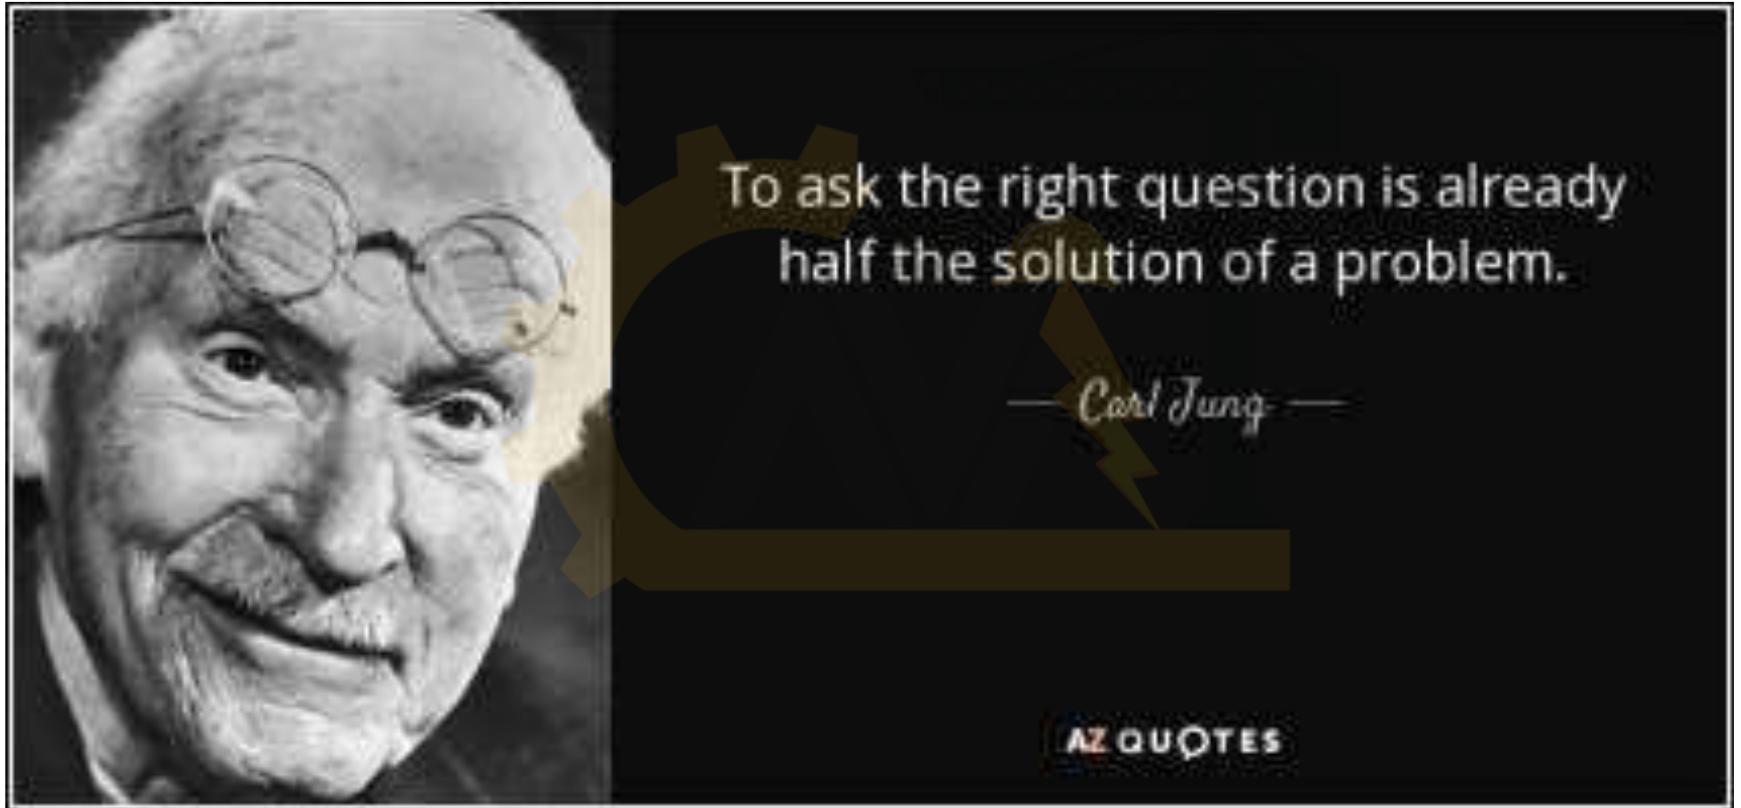 To ask the right question is already
half the solution of a problem.
Carl Jung
AZ QUOTES